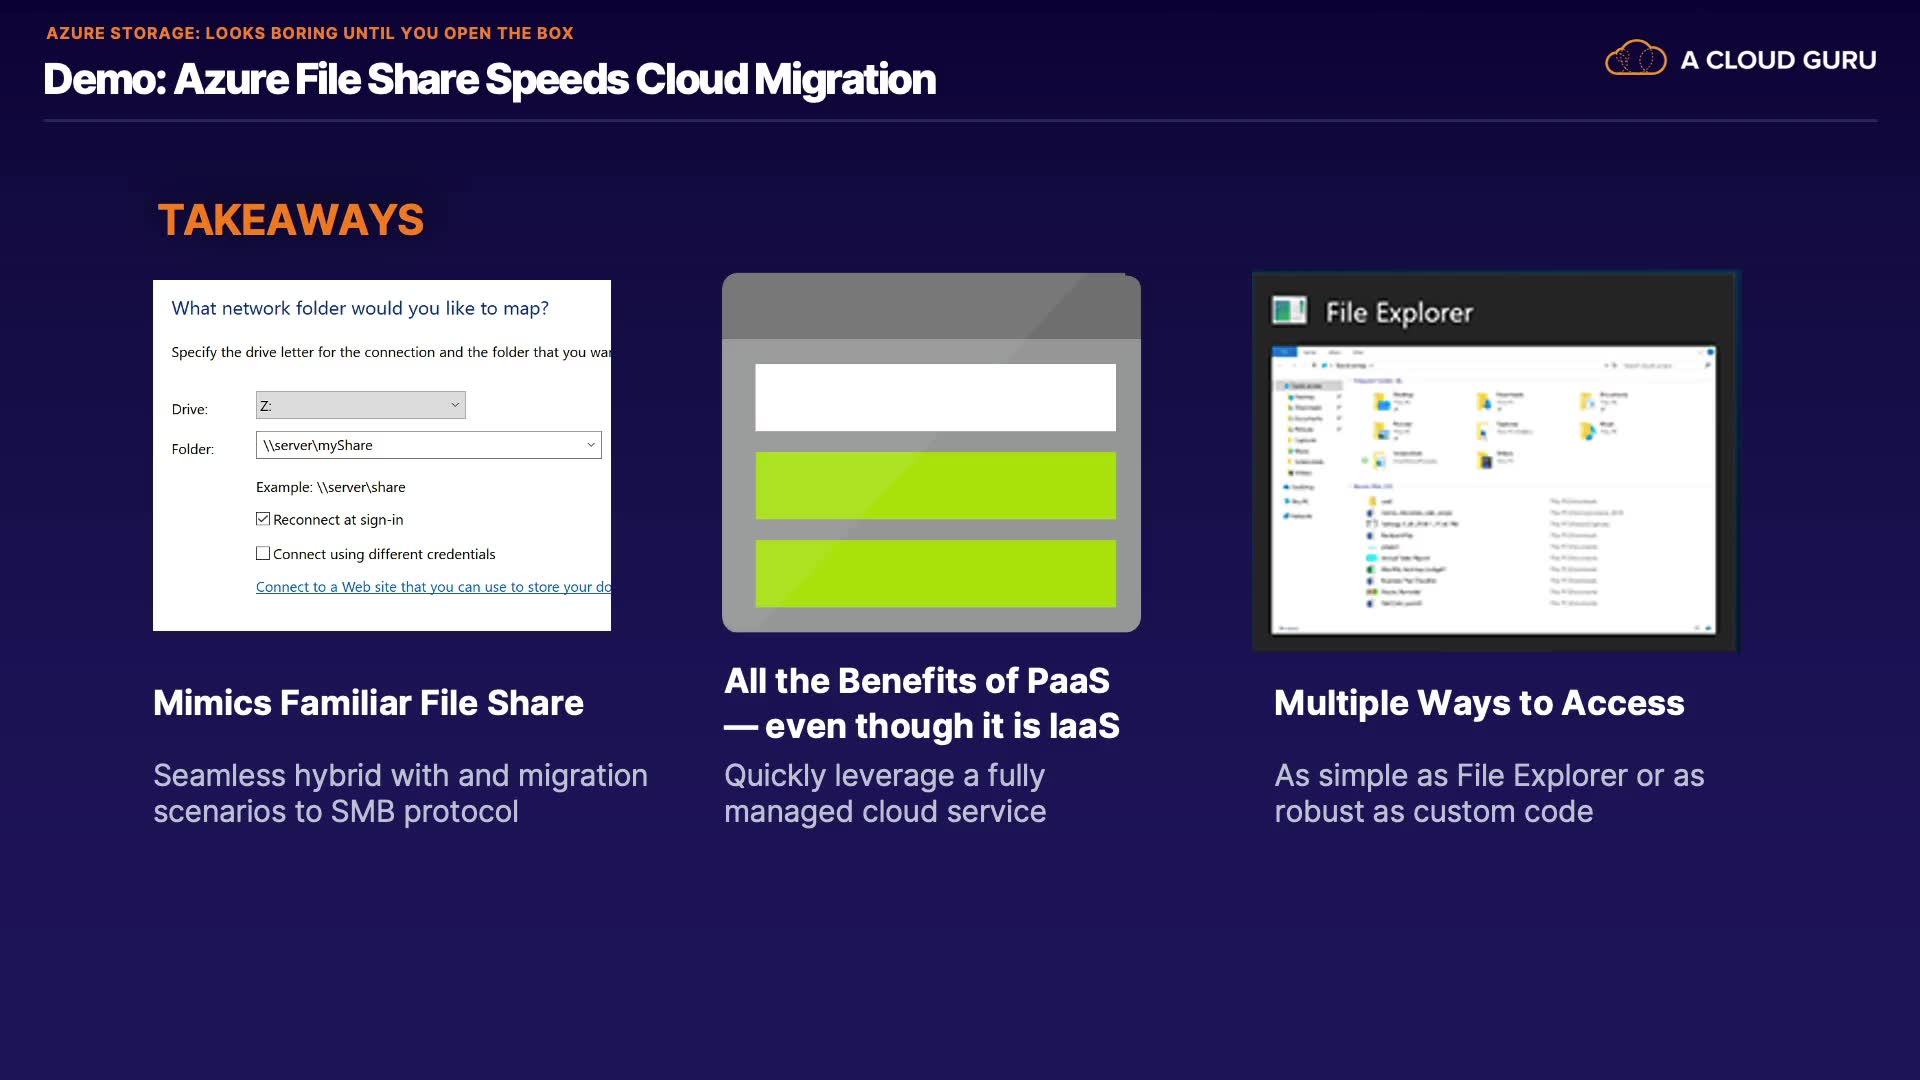 AZURE STORAGE: LOOKS BORING UNTIL YOU OPEN THE BOX
Demo: Azure File Share Speeds Cloud Migration
A CLOUD GURU
TAKEAWAYS
What network folder would you like to map?
Specify the drive letter for the connection and the folder that you
Drive:
Z:
Folder:
\\server\myShare
Example: \\server\share
Reconnect at sign-in
Connect using different credentials
Connect to a Web site that you can use to store your
File Explorer
Mimics Familiar File Share
Seamless hybrid with and migration
scenarios to SMB protocol
All the Benefits of PaaS
— even though it is IaaS
Quickly leverage a fully
managed cloud service
Multiple Ways to Access
As simple as File Explorer or as
robust as custom code